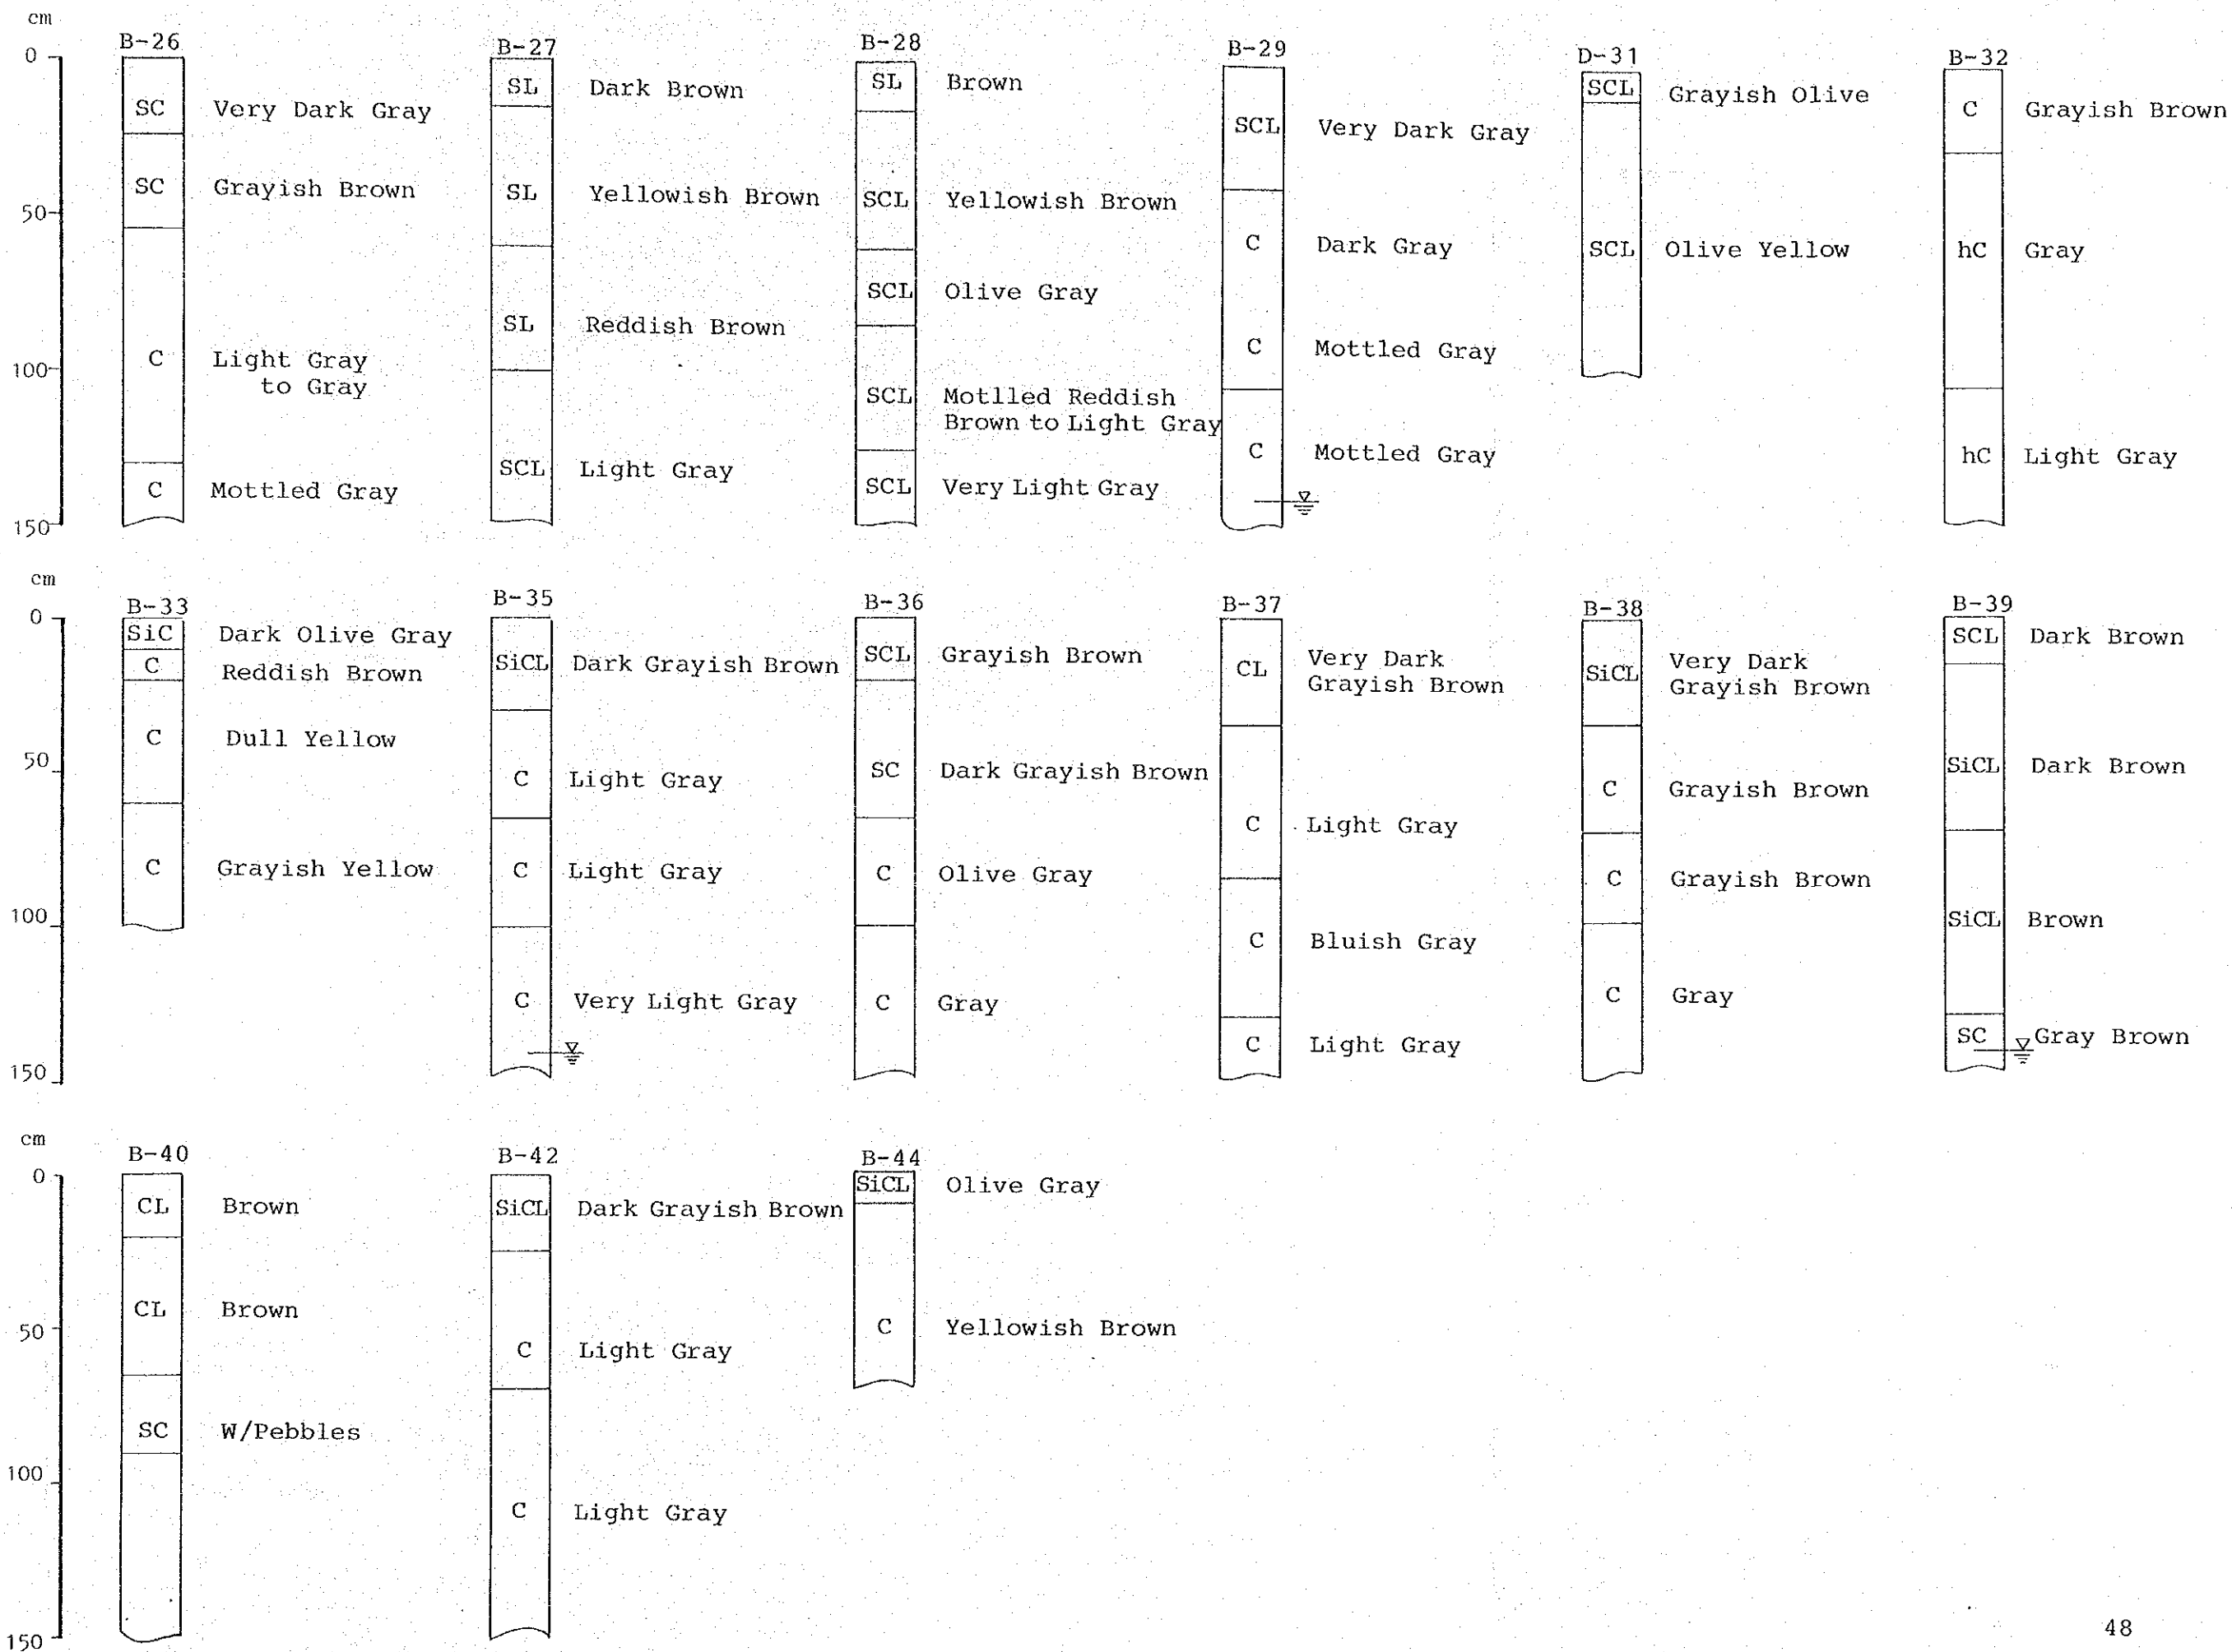 cm
0
50
100
150
B-26
SC Very Dark Gray
SC Grayish Brown
C Light Gray
to Gray
C Mottled Gray
B-27
SL Dark Brown
SL Yellowish Brown
SL Reddish Brown
SCL Light Gray
B-28
SL Brown
SCL Yellowish Brown
SCL Olive Gray
SCL Motlled Reddish
Brown to Light Gray
SCL Very Light Gray
B-29
SCL Very Dark Gray
C Dark Gray
C Mottled Gray
C Mottled Gray
D-31
SCL Grayish Olive
SCL Olive Yellow
B-32
C Grayish Brown
hC Gray
hC Light Gray
cm
0
50
100
150
B-33
SiC Dark Olive Gray
C Reddish Brown
C Dull Yellow
C Grayish Yellow
B-35
SiCL Dark Grayish Brown
C Light Gray
C Light Gray
C Very Light Gray
B-36
SCL Grayish Brown
SC Dark Grayish Brown
C Olive Gray
C Gray
B-37
CL Very Dark
Grayish Brown
C Light Gray
C Bluish Gray
C Light Gray
B-38
SiCL Very Dark
Grayish Brown
C Grayish Brown
C Grayish Brown
C Gray
B-39
SCL Dark Brown
SiCL Dark Brown
SiCL Brown
SC Gray Brown
cm
0
50
100
150
B-40
CL Brown
CL Brown
SC W/Pebbles
B-42
SiCL Dark Grayish Brown
C Light Gray
C Light Gray
B-44
SiCL Olive Gray
C Yellowish Brown
48